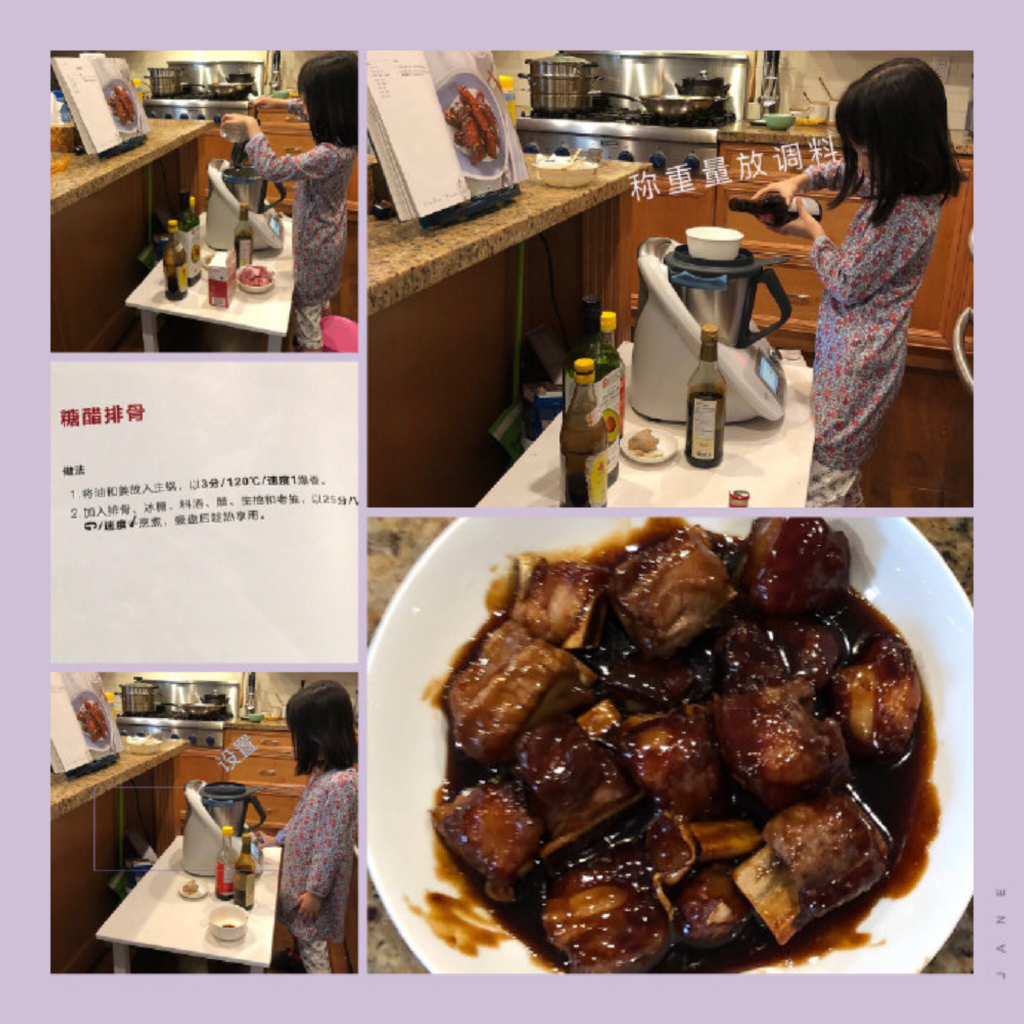 称重量放调料
糖醋排骨
做法
1. 将油和姜放入主锅，以3分/120℃/速度1爆香。
2. 加入排骨、冰糖、料酒、醋、生抽和老抽，以25分/
/速度 烹煮，盛盘后趁热享用。
设置
JANE